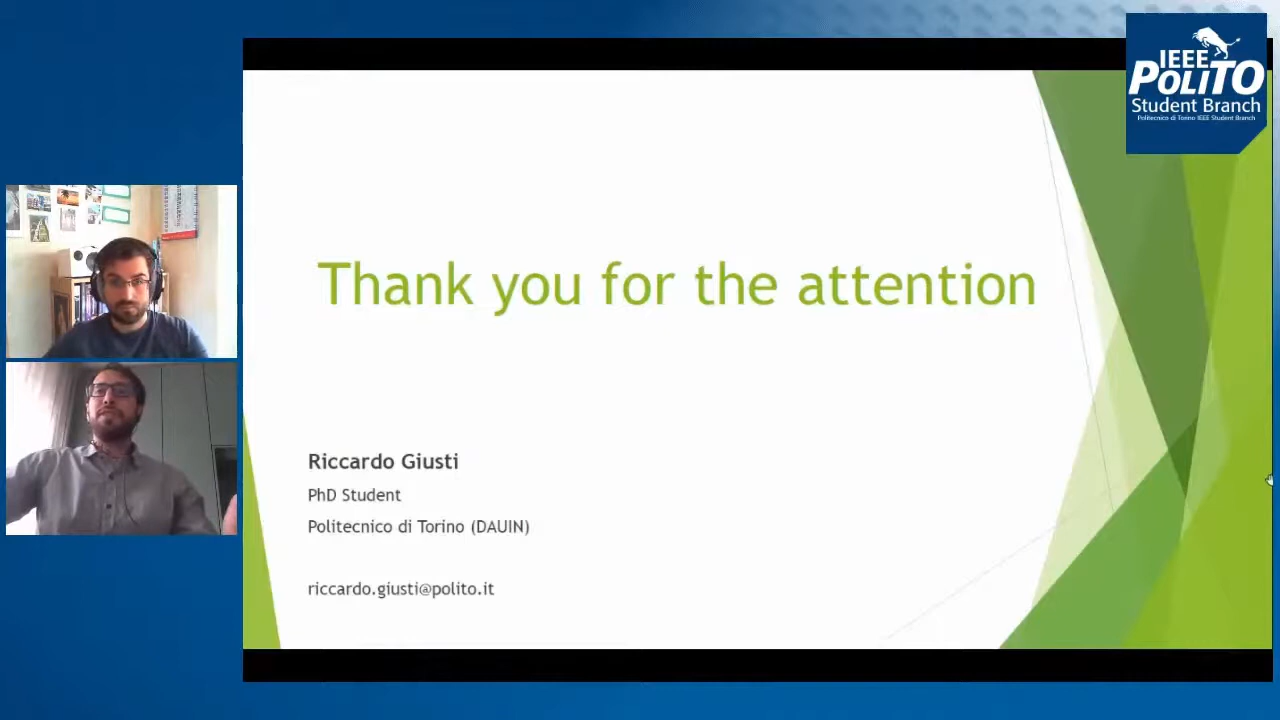 IEEE
POLITO
Student Branch
Politecnico di Torino IEEE Student Branch
Thank you for the attention
Riccardo Giusti
PhD Student
Politecnico di Torino (DAUIN)
riccardo.giusti@polito.it